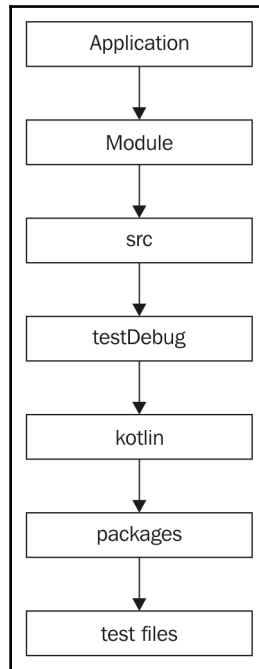 Application
Module
src
testDebug
kotlin
packages
test files